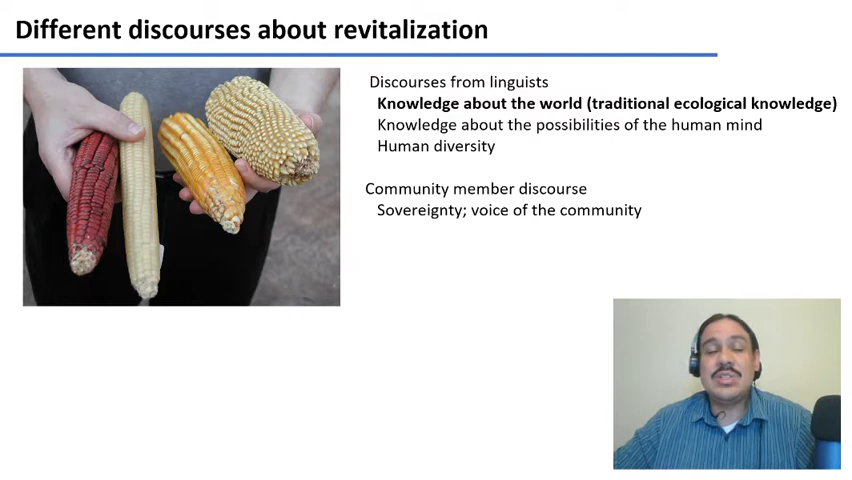 Different discourses about revitalization
Discourses from linguists
Knowledge about the world (traditional ecological knowledge)
Knowledge about the possibilities of the human mind
Human diversity
Community member discourse
Sovereignty; voice of the community